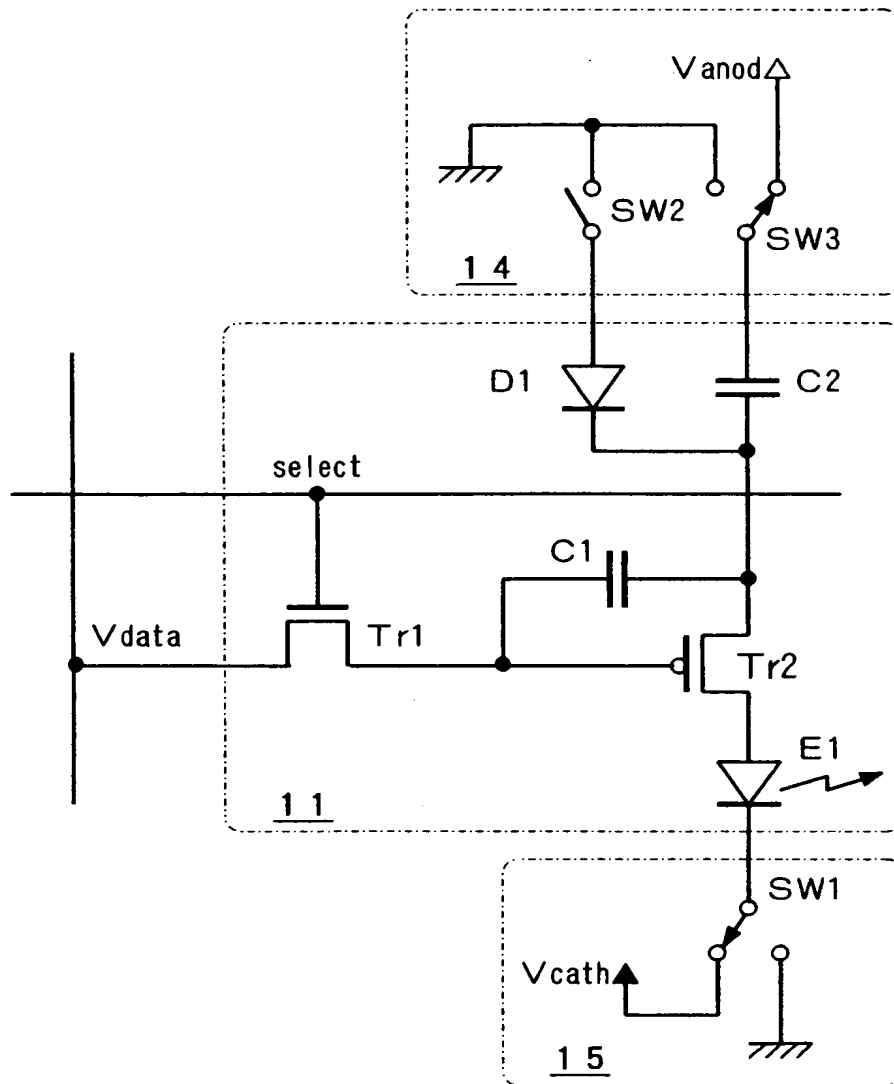 Vanod
SW2
SW3
14
D1
C2
select
C1
Vdata
Tr1
Tr2
E1
11
SW1
Vcath
15